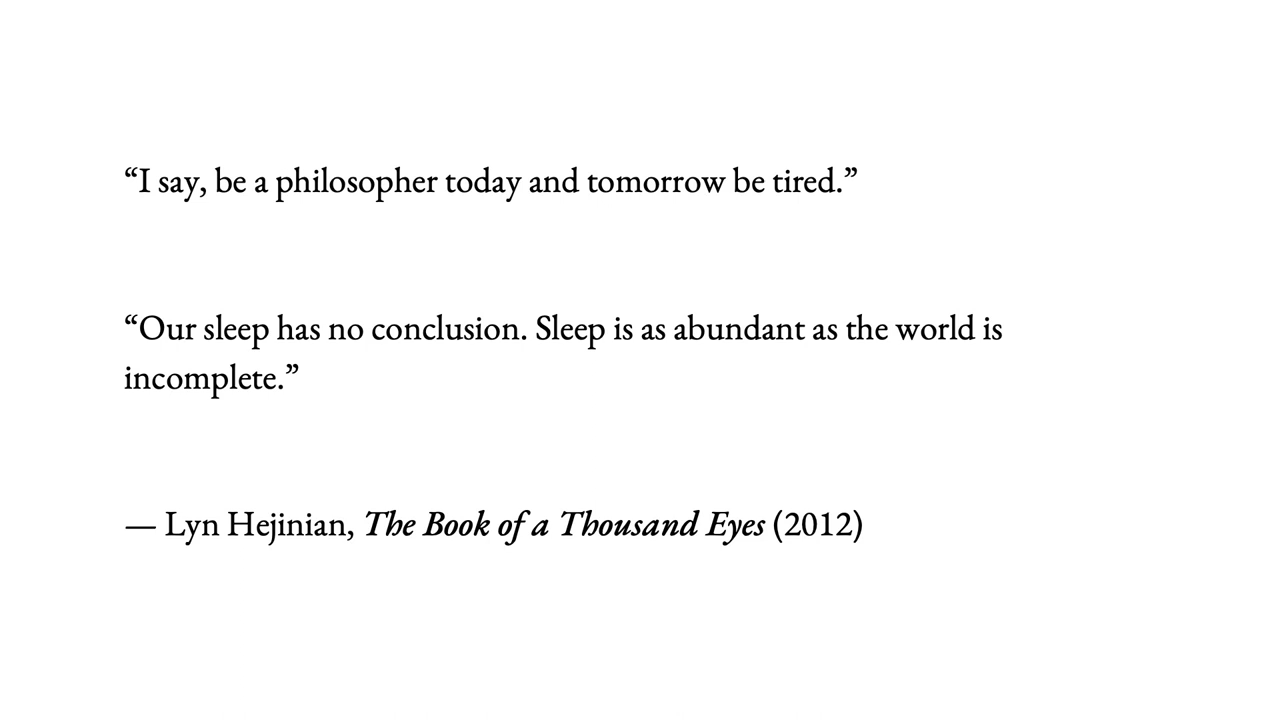 “I say, be a philosopher today and tomorrow be tired.”
“Our sleep has no conclusion. Sleep is as abundant as the world is
incomplete.”
— Lyn Hejinian, The Book of a Thousand Eyes (2012)